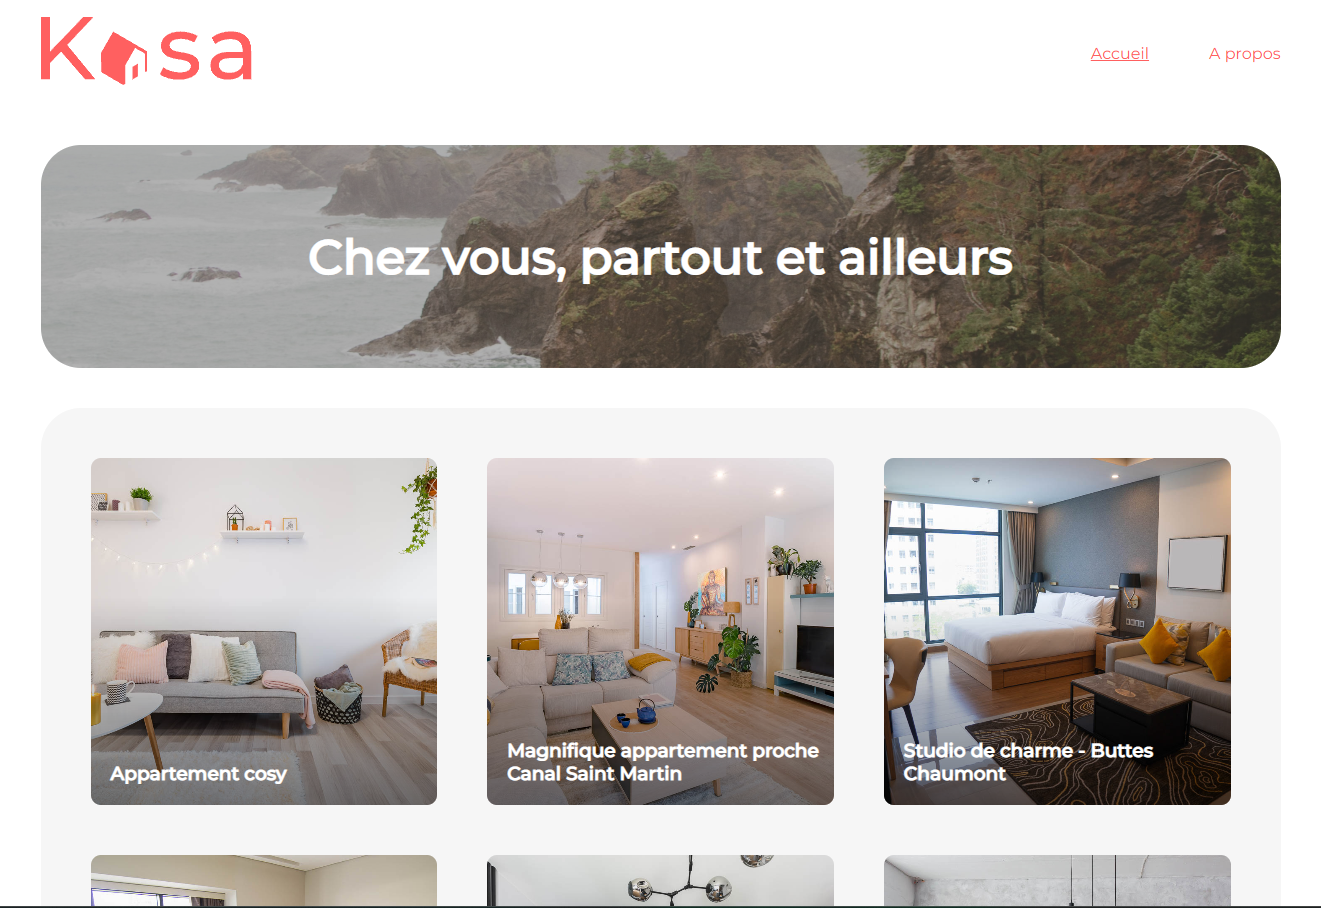 Kasa
Accueil
A propos
Chez vous, partout et ailleurs
Appartement cosy
Magnifique appartement proche
Canal Saint Martin
Studio de charme - Buttes
Chaumont